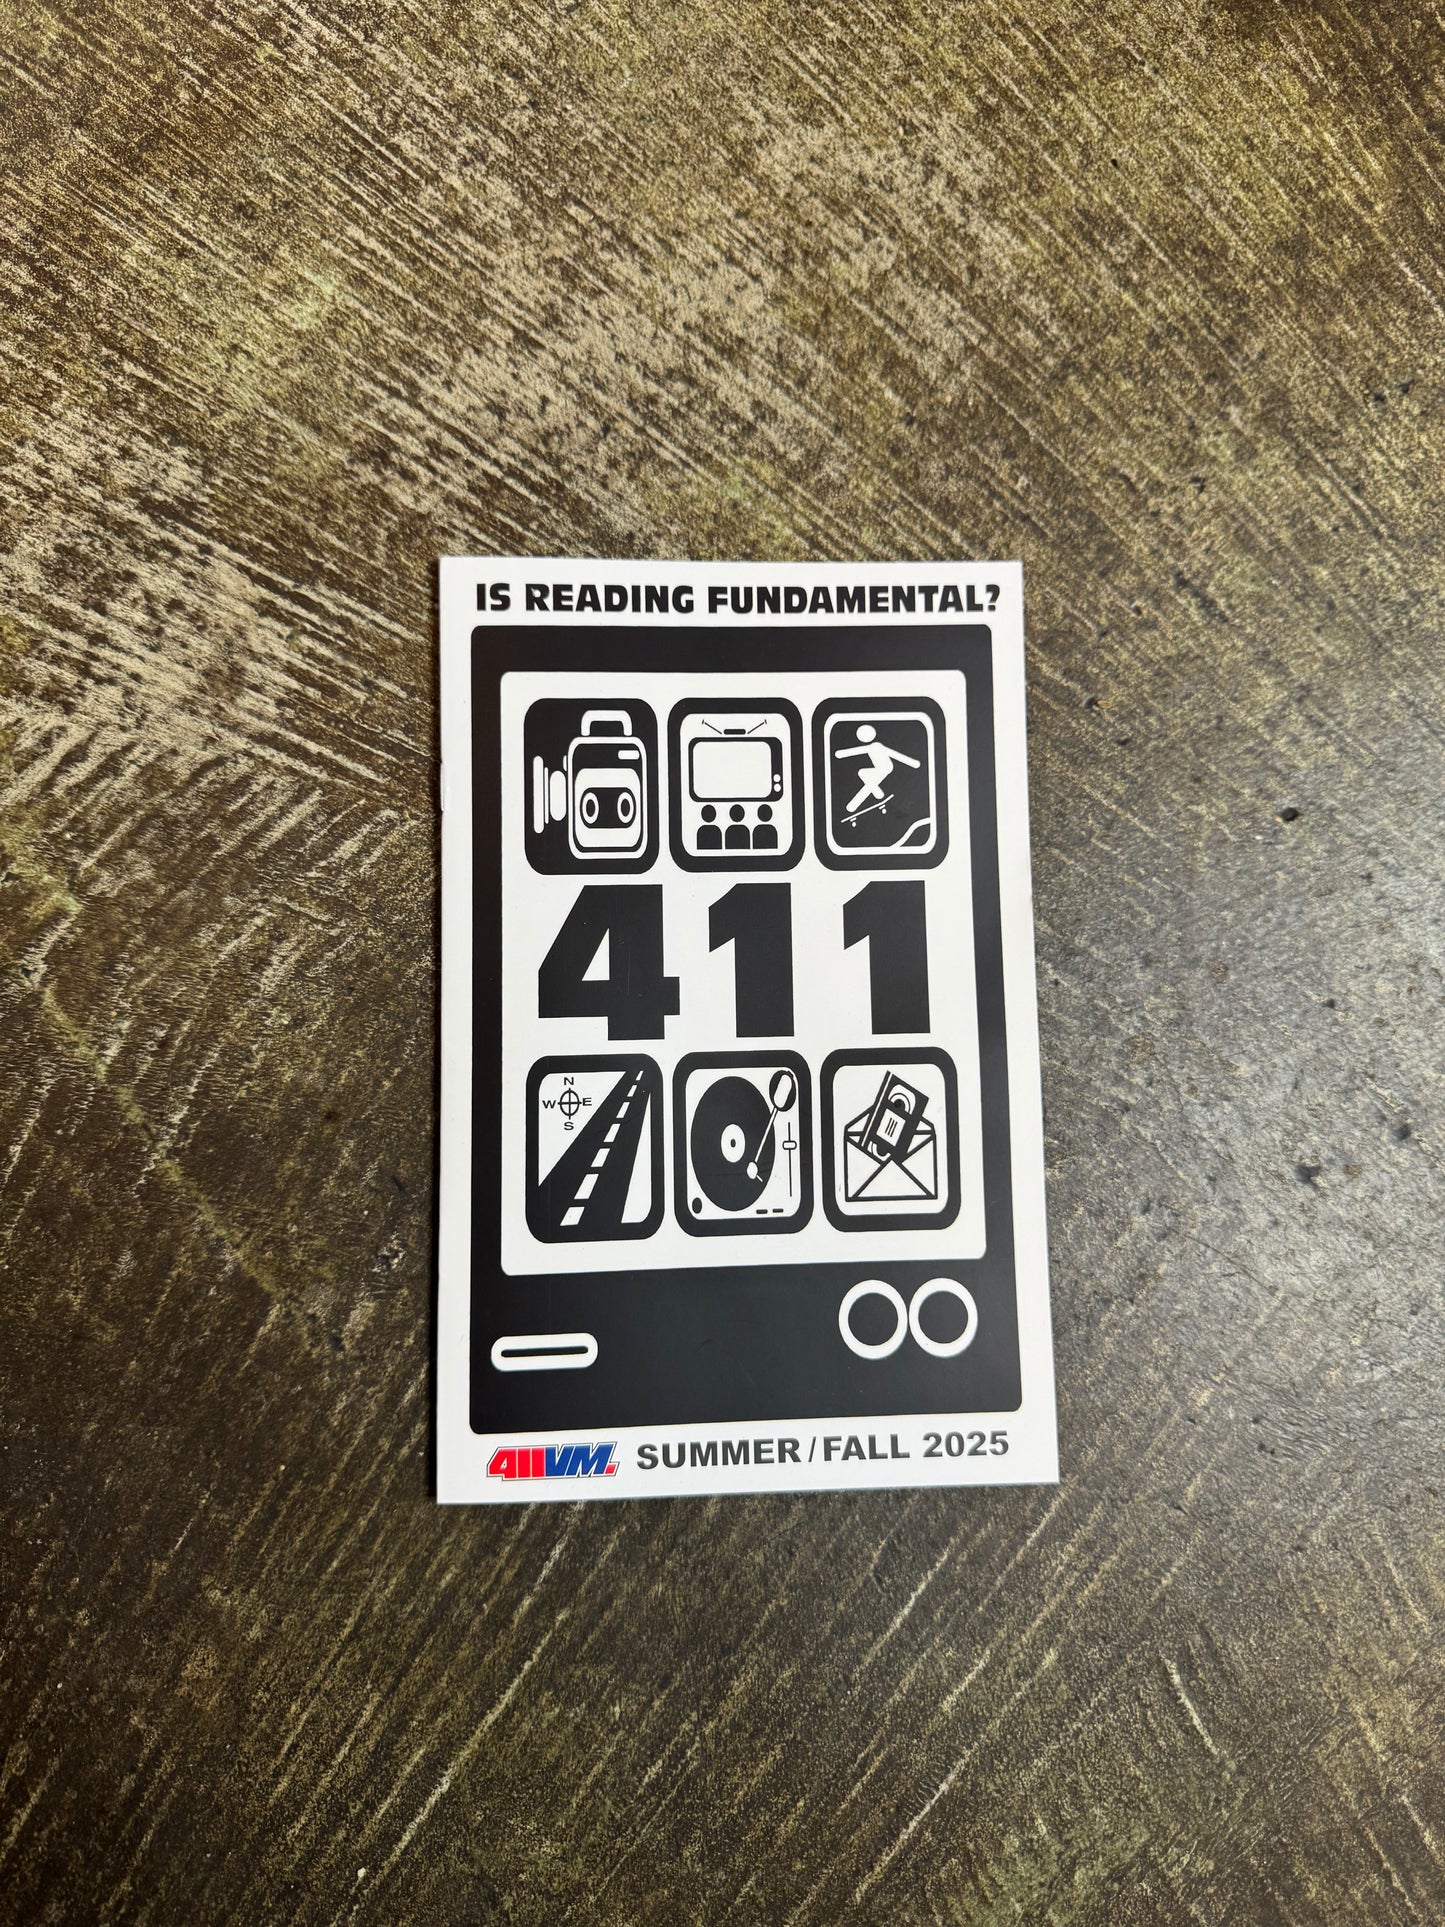 IS READING FUNDAMENTAL?
411
N
W E
S
411VM. SUMMER/FALL 2025